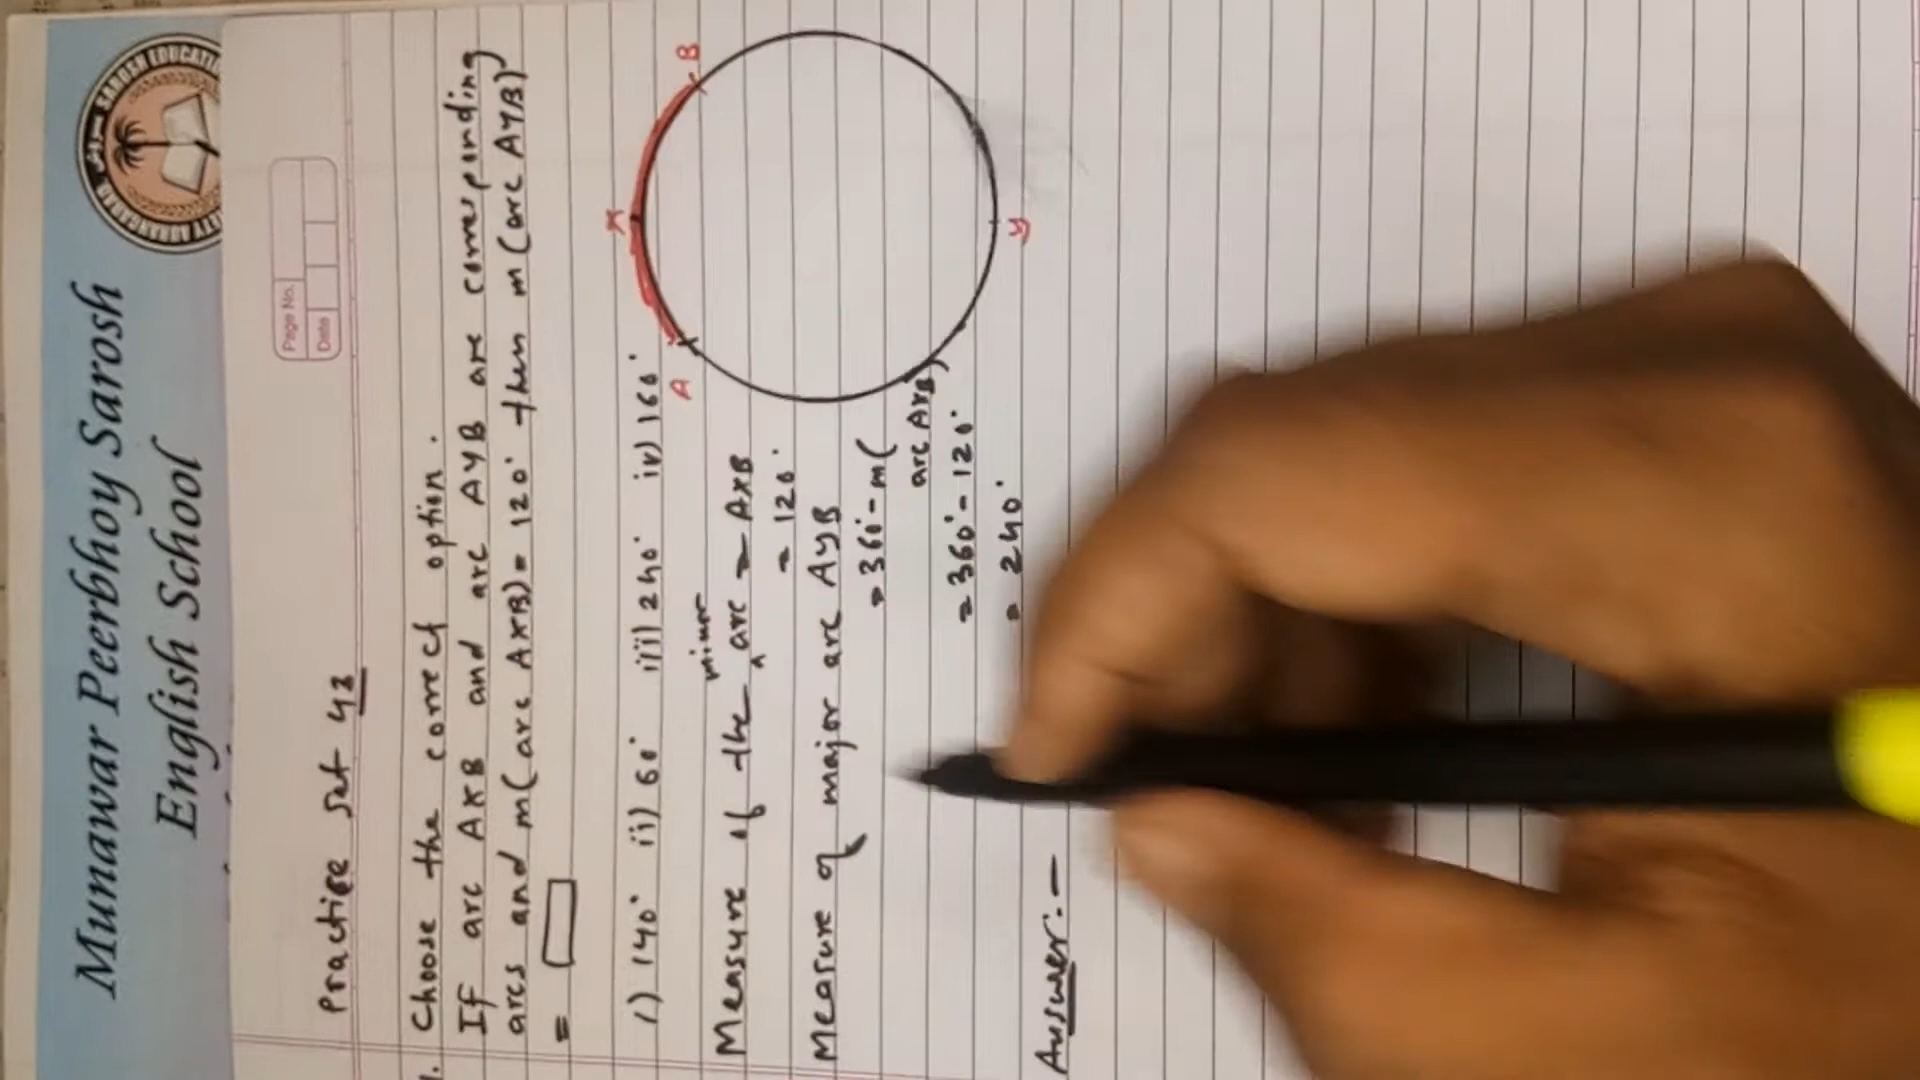 Munawar Peerbhoy Sarosh
English School
SAROSH EDUCATI
Page No.
Date
Practice Set 43
1. Choose the correct option.
If arc AXB and arc AYB are corresponding
arcs and m(arc AXB) = 120° then m(arc AYB)
= 
i) 140° ii) 60° iii) 240° iv) 160°
Measure of the minor arc = AXB
= 120°
Measure of major arc AYB
= 360° - m(
arc AXB)
= 360° - 120°
= 240°
Answer:-
A
X
B
Y